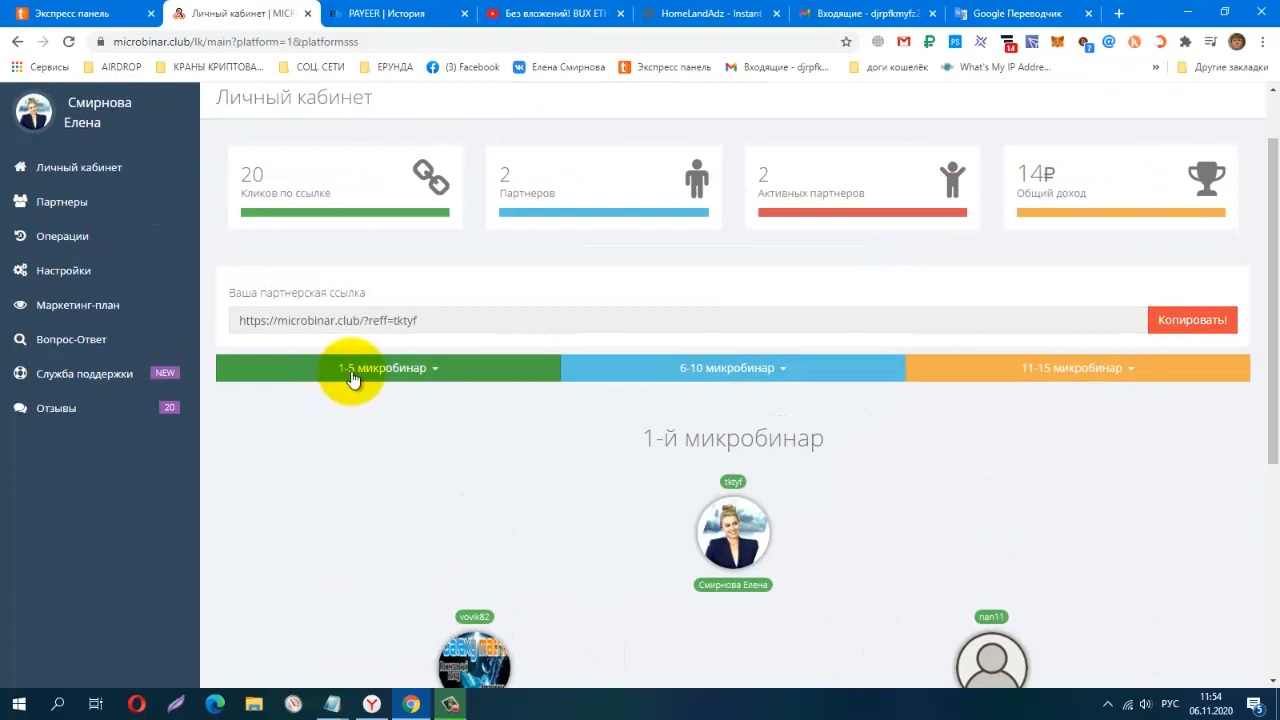 Экспресс панель
Личный кабинет | MICR
PAYEER | История
Без вложений! BUX ETH
HomeLandAdz - Instant
Входящие - djrpfkmyfz2
Google Переводчик
microbinar.club/lk/main?platform=1&platformsss
14
7
Сервисы
AIRDROP
КРАНЫ КРИПТОВА...
СОЦ. СЕТИ
ЕРУНДА
(3) Facebook
Елена Смирнова
Экспресс панель
Входящие - djrpfk...
доги кошелёк
What's My IP Addre...
»
Другие закладки
Смирнова
Елена
Личный кабинет
Партнеры
Операции
Настройки
Маркетинг-план
Вопрос-Ответ
Служба поддержки NEW
Отзывы 20
Личный кабинет
20
Кликов по ссылке
2
Партнеров
2
Активных партнеров
14₽
Общий доход
Ваша партнерская ссылка
https://microbinar.club/?reff=tktyf
Копировать!
1-5 микробинар
6-10 микробинар
11-15 микробинар
1-й микробинар
tktyf
Смирнова Елена
vovik82
nan11
РУС
11:54
06.11.2020
5